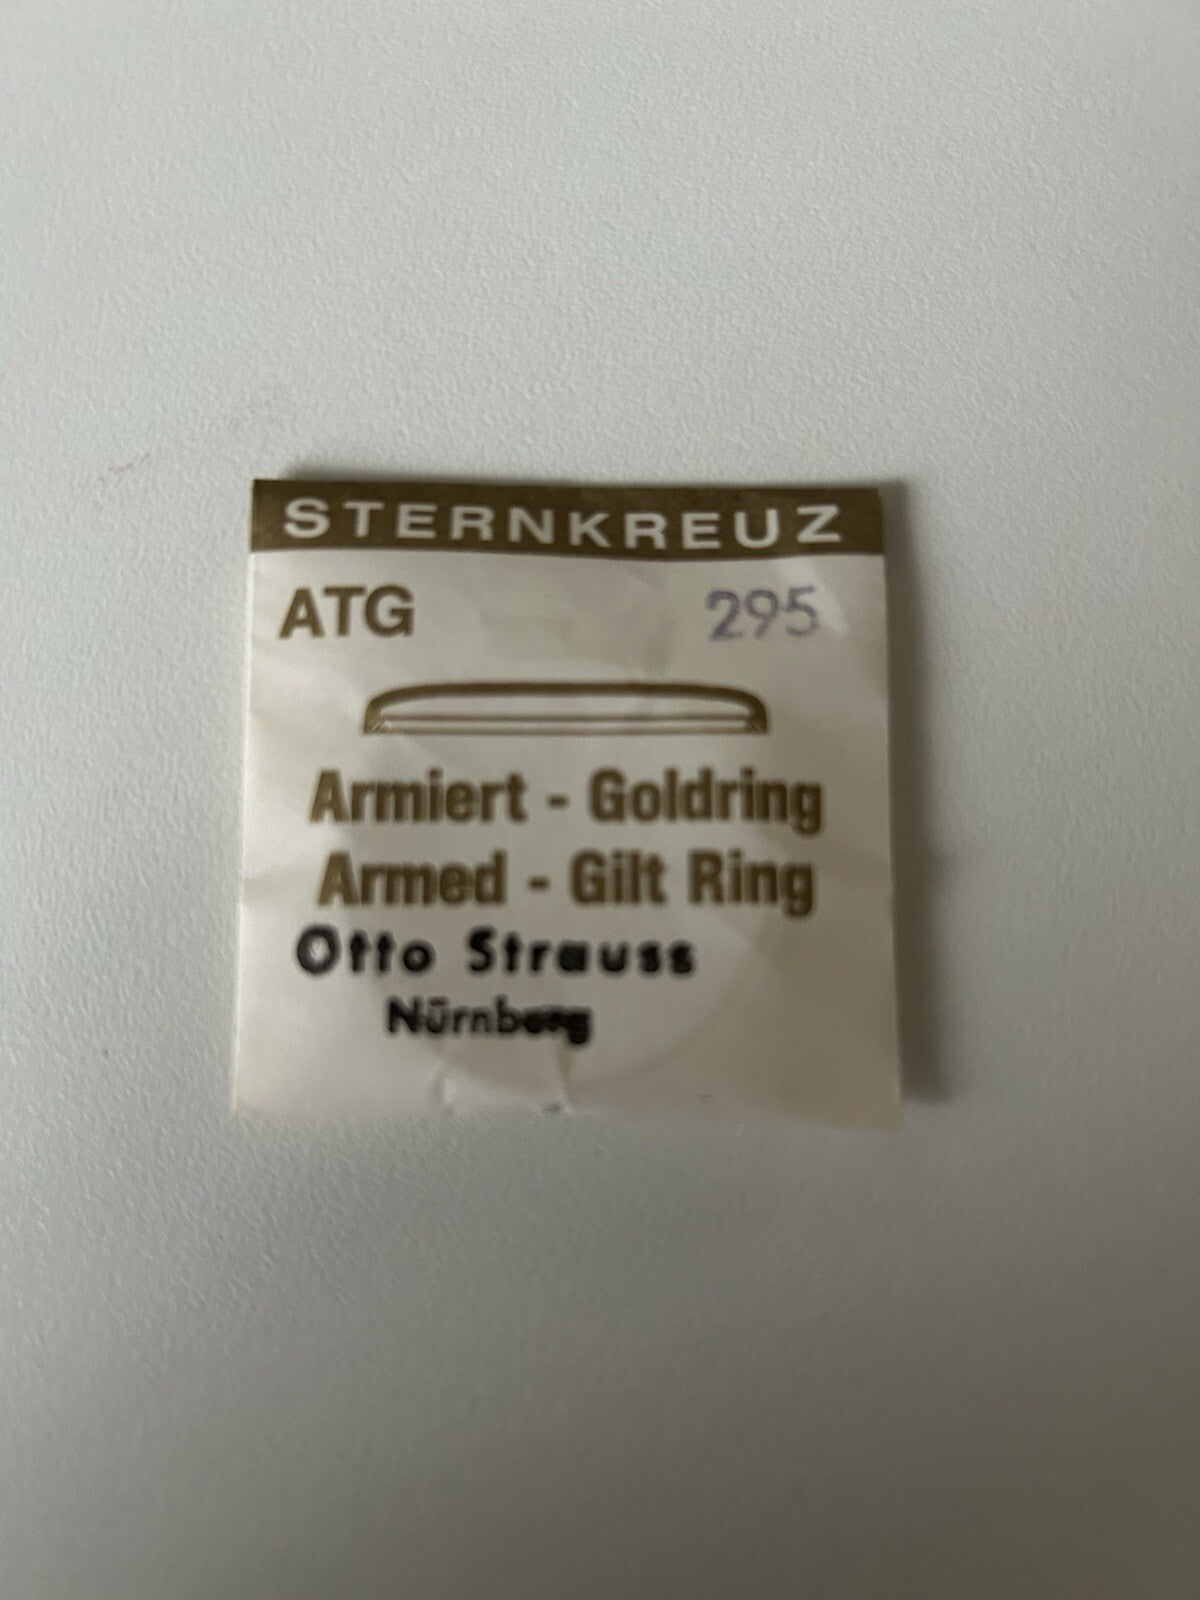 STERNKREUZ
ATG 295
Armiert - Goldring
Armed - Gilt Ring
Otto Strauss
Nürnberg